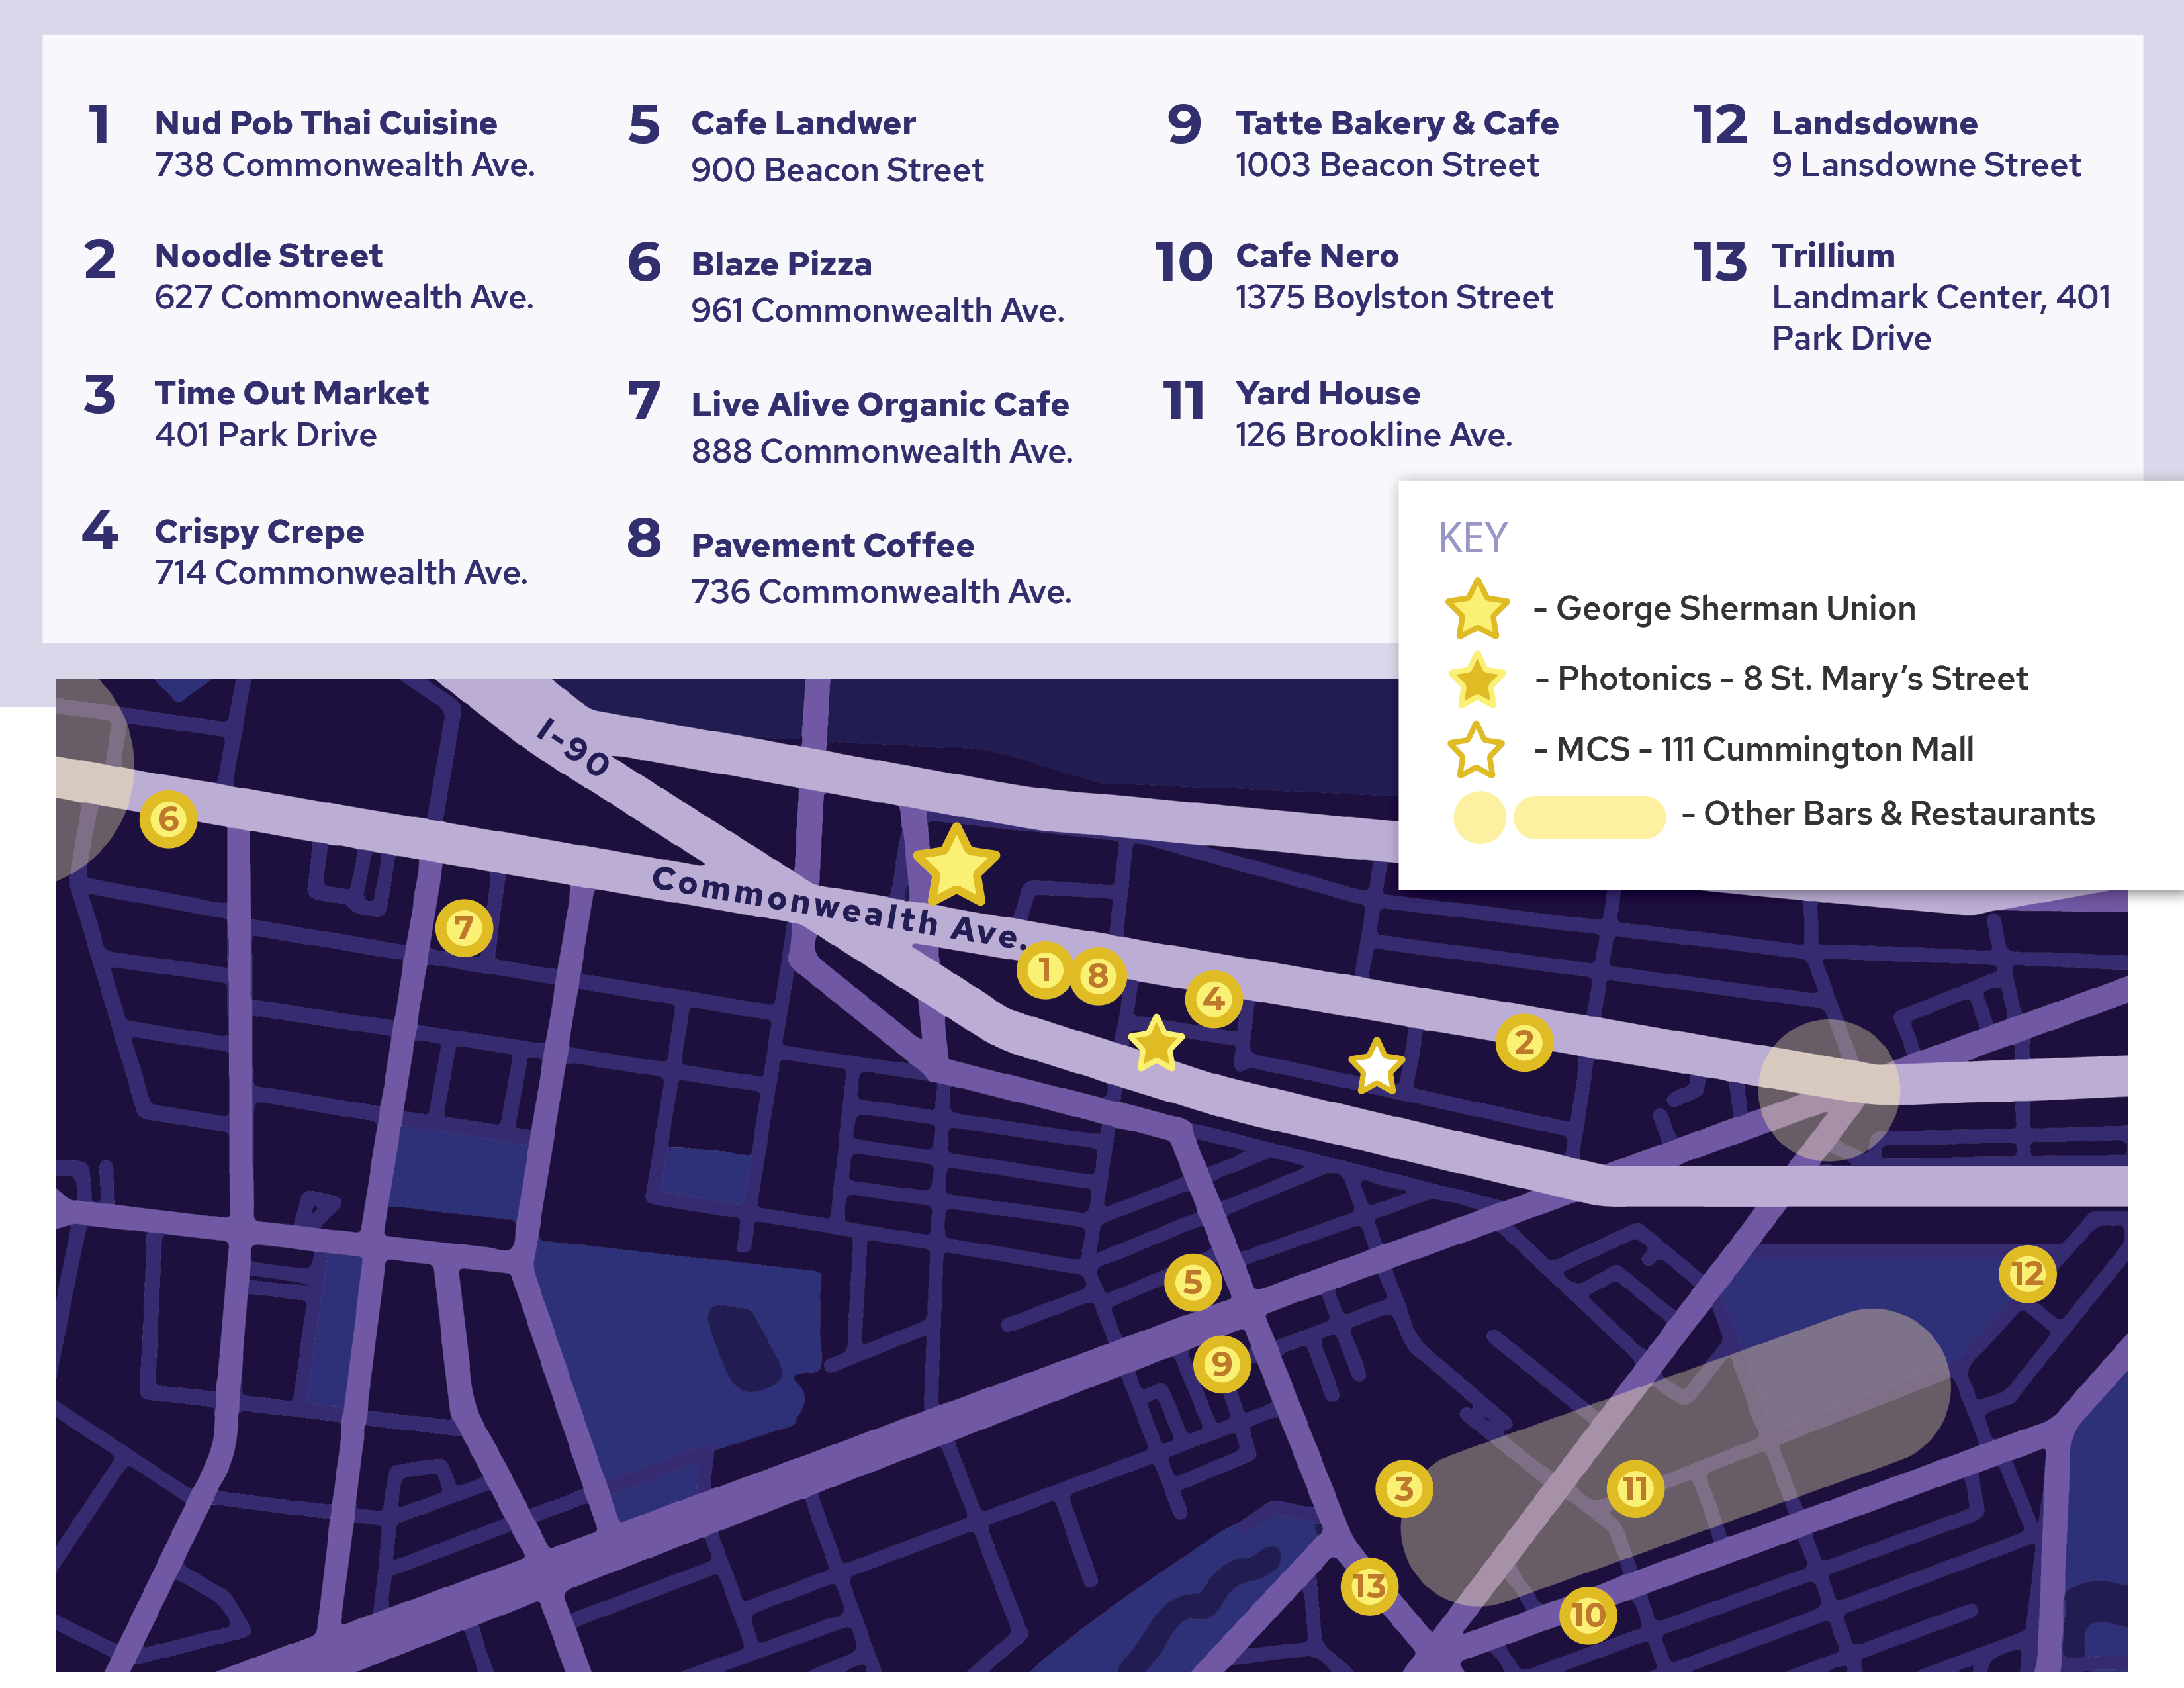 1 Nud Pob Thai Cuisine
738 Commonwealth Ave.
2 Noodle Street
627 Commonwealth Ave.
3 Time Out Market
401 Park Drive
4 Crispy Crepe
714 Commonwealth Ave.
5 Cafe Landwer
900 Beacon Street
6 Blaze Pizza
961 Commonwealth Ave.
7 Live Alive Organic Cafe
888 Commonwealth Ave.
8 Pavement Coffee
736 Commonwealth Ave.
9 Tatte Bakery & Cafe
1003 Beacon Street
10 Cafe Nero
1375 Boylston Street
11 Yard House
126 Brookline Ave.
12 Landsdowne
9 Lansdowne Street
13 Trillium
Landmark Center, 401
Park Drive
KEY
- George Sherman Union
- Photonics - 8 St. Mary’s Street
- MCS - 111 Cummington Mall
- Other Bars & Restaurants
I-90
Commonwealth Ave.
6
7
1
8
4
2
5
12
9
3
11
13
10